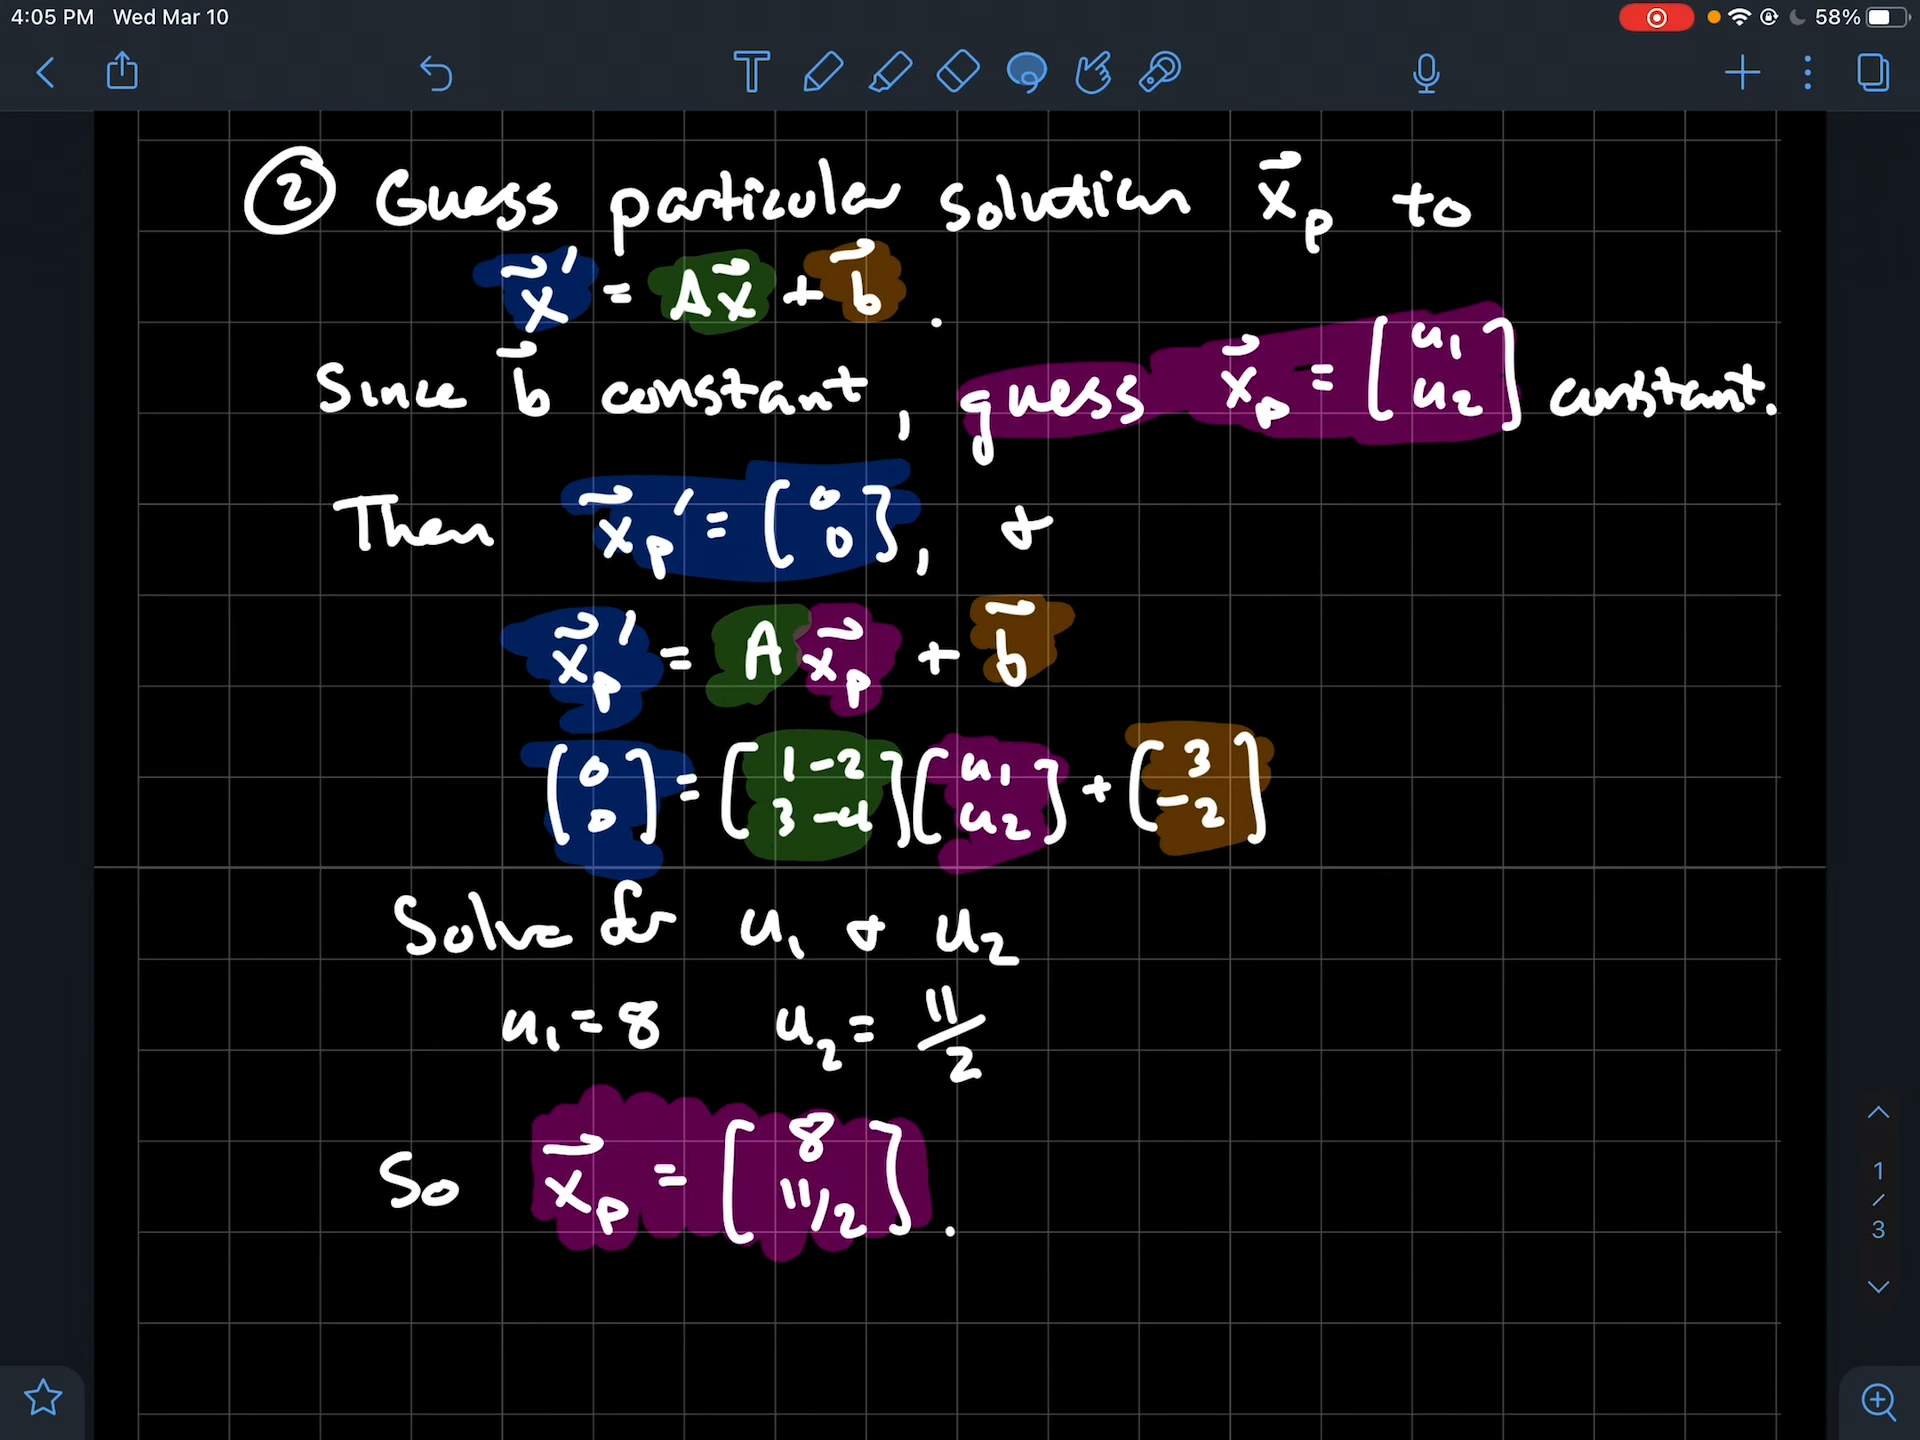 4:05 PM Wed Mar 10 58%
② Guess particular solution x⃗ₚ to
x⃗′ = Ax⃗ + b⃗ .
Since b⃗ constant, guess x⃗ₚ = [u₁ u₂] constant.
Then x⃗ₚ′ = [0 0], &
x⃗ₚ′ = A x⃗ₚ + b⃗
[0 0] = [1 -2 3 -4][u₁ u₂] + [3 -2]
Solve for u₁ & u₂
u₁ = 8 u₂ = 11/2
So x⃗ₚ = [8 11/2].
1 / 3